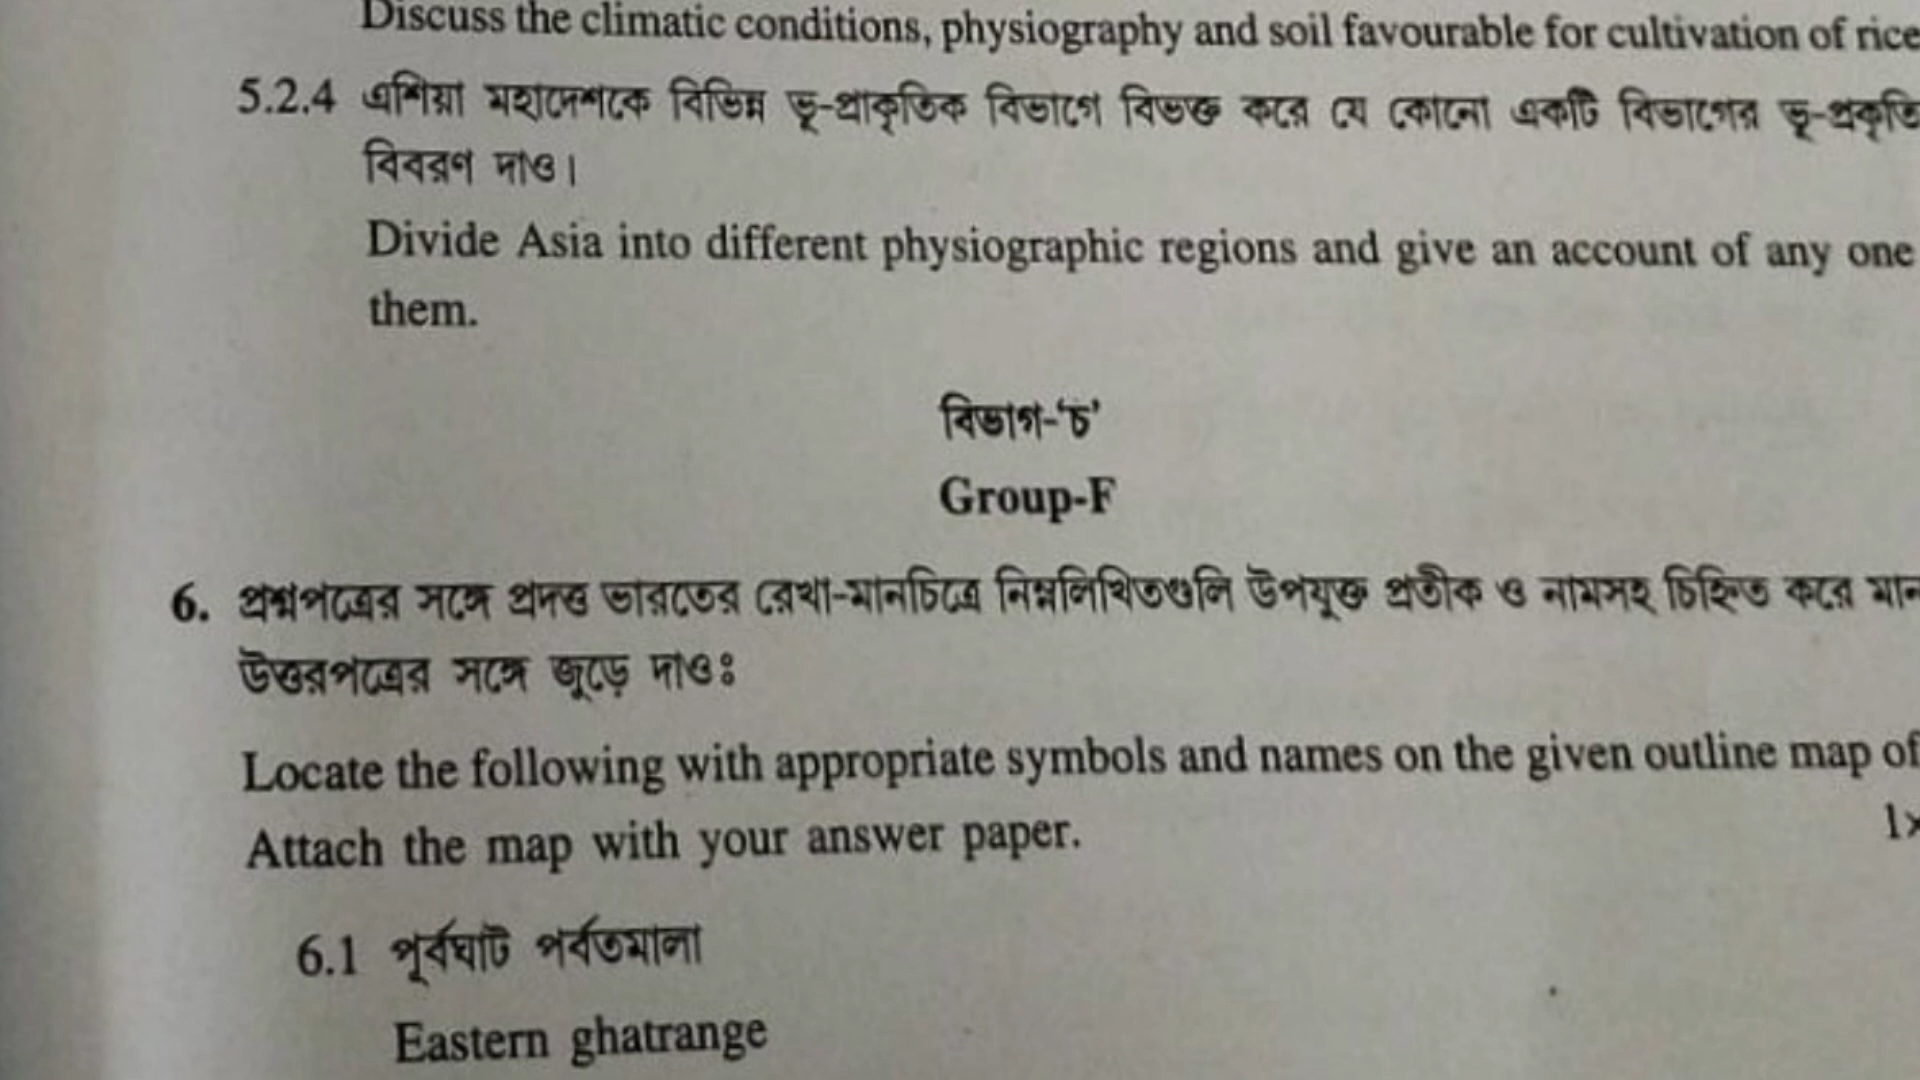 Discuss the climatic conditions, physiography and soil favourable for cultivation of rice
5.2.4 এশিয়া মহাদেশকে বিভিন্ন ভূ-প্রাকৃতিক বিভাগে বিভক্ত করে যে কোনো একটি বিভাগের ভূ-প্রকৃতি
বিবরণ দাও।
Divide Asia into different physiographic regions and give an account of any one
them.
বিভাগ-‘চ’
Group-F
6. প্রশ্নপত্রের সঙ্গে প্রদত্ত ভারতের রেখা-মানচিত্রে নিম্নলিখিতগুলি উপযুক্ত প্রতীক ও নামসহ চিহ্নিত করে মান
উত্তরপত্রের সঙ্গে জুড়ে দাওঃ
Locate the following with appropriate symbols and names on the given outline map of
Attach the map with your answer paper.
1×
6.1 পূর্বঘাট পর্বতমালা
Eastern ghatrange